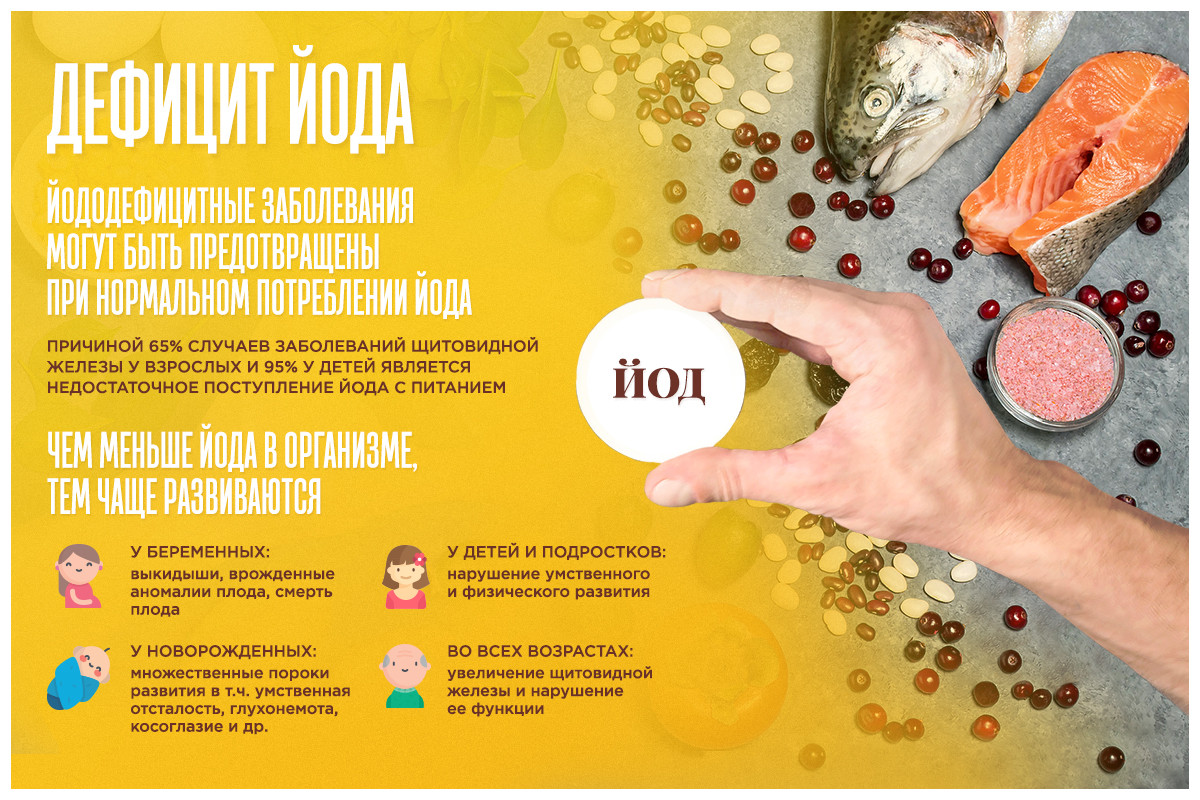 ДЕФИЦИТ ЙОДА
ЙОДОДЕФИЦИТНЫЕ ЗАБОЛЕВАНИЯ
МОГУТ БЫТЬ ПРЕДОТВРАЩЕНЫ
ПРИ НОРМАЛЬНОМ ПОТРЕБЛЕНИИ ЙОДА
ПРИЧИНОЙ 65% СЛУЧАЕВ ЗАБОЛЕВАНИЙ ЩИТОВИДНОЙ
ЖЕЛЕЗЫ У ВЗРОСЛЫХ И 95% У ДЕТЕЙ ЯВЛЯЕТСЯ
НЕДОСТАТОЧНОЕ ПОСТУПЛЕНИЕ ЙОДА С ПИТАНИЕМ
йод
ЧЕМ МЕНЬШЕ ЙОДА В ОРГАНИЗМЕ,
ТЕМ ЧАЩЕ РАЗВИВАЮТСЯ
У БЕРЕМЕННЫХ:
выкидыши, врожденные
аномалии плода, смерть
плода
У ДЕТЕЙ И ПОДРОСТКОВ:
нарушение умственного
и физического развития
У НОВОРОЖДЕННЫХ:
множественные пороки
развития в т.ч. умственная
отсталость, глухонемота,
косоглазие и др.
ВО ВСЕХ ВОЗРАСТАХ:
увеличение щитовидной
железы и нарушение
ее функции